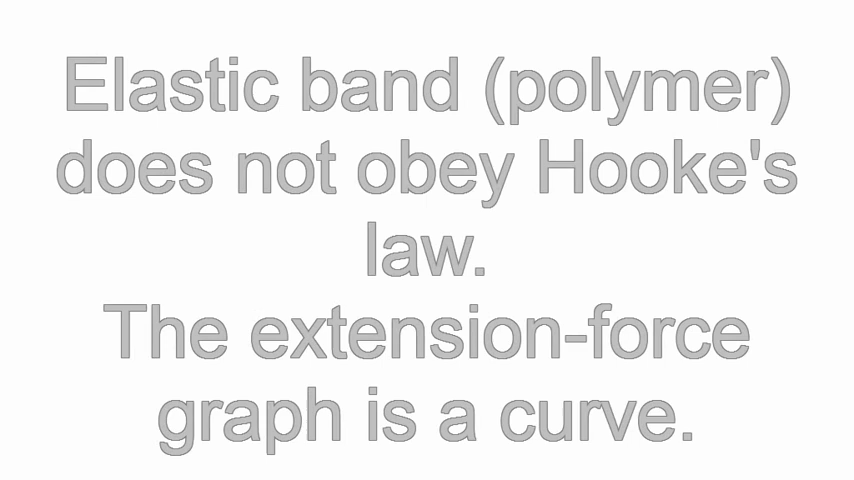 Elastic band (polymer)
does not obey Hooke's
law.
The extension-force
graph is a curve.